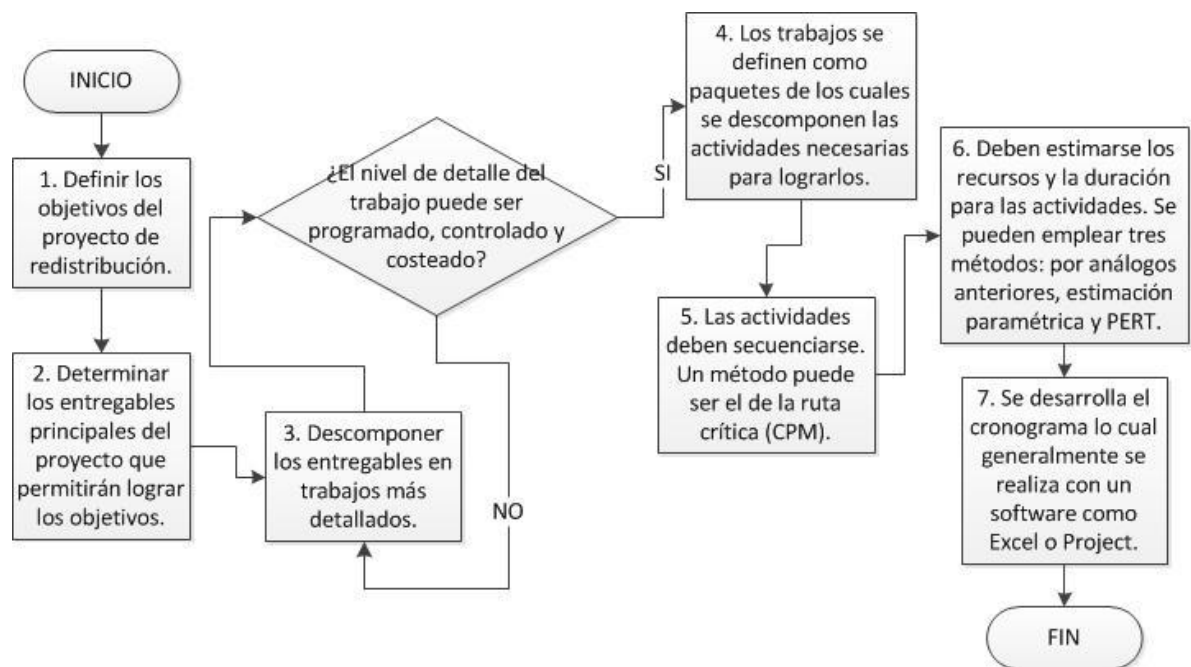 INICIO
1. Definir los
objetivos del
proyecto de
redistribución.
2. Determinar
los entregables
principales del
proyecto que
permitirán lograr
los objetivos.
3. Descomponer
los entregables en
trabajos más
detallados.
¿El nivel de detalle del
trabajo puede ser
programado, controlado y
costeado?
NO
SI
4. Los trabajos se
definen como
paquetes de los cuales
se descomponen las
actividades necesarias
para lograrlos.
5. Las actividades
deben secuenciarse.
Un método puede
ser el de la ruta
crítica (CPM).
6. Deben estimarse los
recursos y la duración
para las actividades. Se
pueden emplear tres
métodos: por análogos
anteriores, estimación
paramétrica y PERT.
7. Se desarrolla el
cronograma lo cual
generalmente se
realiza con un
software como
Excel o Project.
FIN